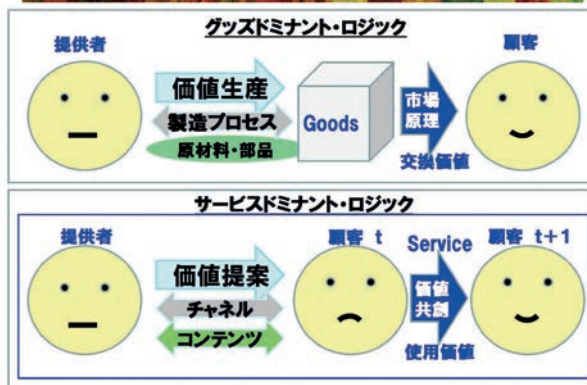 グッズドミナント・ロジック
提供者
顧客
価値生産
製造プロセス
原材料・部品
Goods
市場
原理
交換価値
サービスドミナント・ロジック
提供者
顧客 t
Service
顧客 t+1
価値提案
チャネル
コンテンツ
価値
共創
使用価値